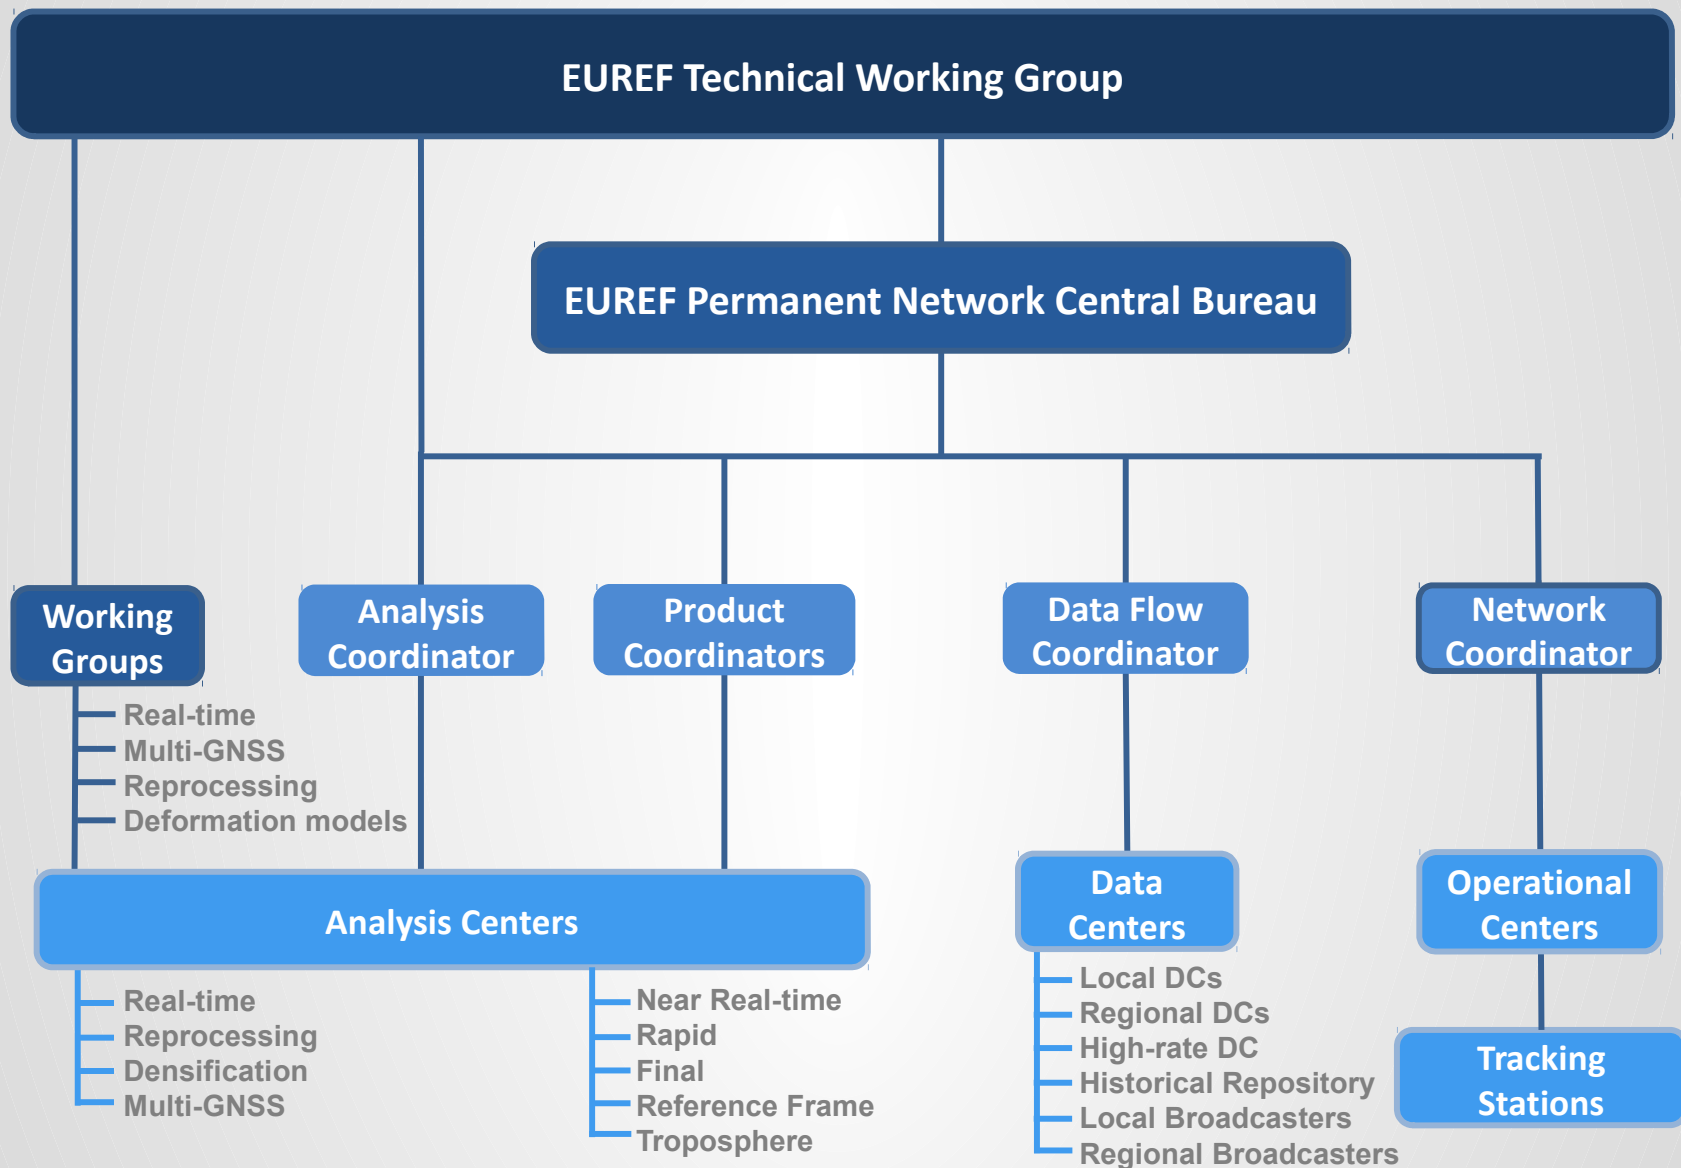 EUREF Technical Working Group
EUREF Permanent Network Central Bureau
Working
Groups
Analysis
Coordinator
Product
Coordinators
Data Flow
Coordinator
Network
Coordinator
Real-time
Multi-GNSS
Reprocessing
Deformation models
Analysis Centers
Data
Centers
Operational
Centers
Real-time
Reprocessing
Densification
Multi-GNSS
Near Real-time
Rapid
Final
Reference Frame
Troposphere
Local DCs
Regional DCs
High-rate DC
Historical Repository
Local Broadcasters
Regional Broadcasters
Tracking
Stations